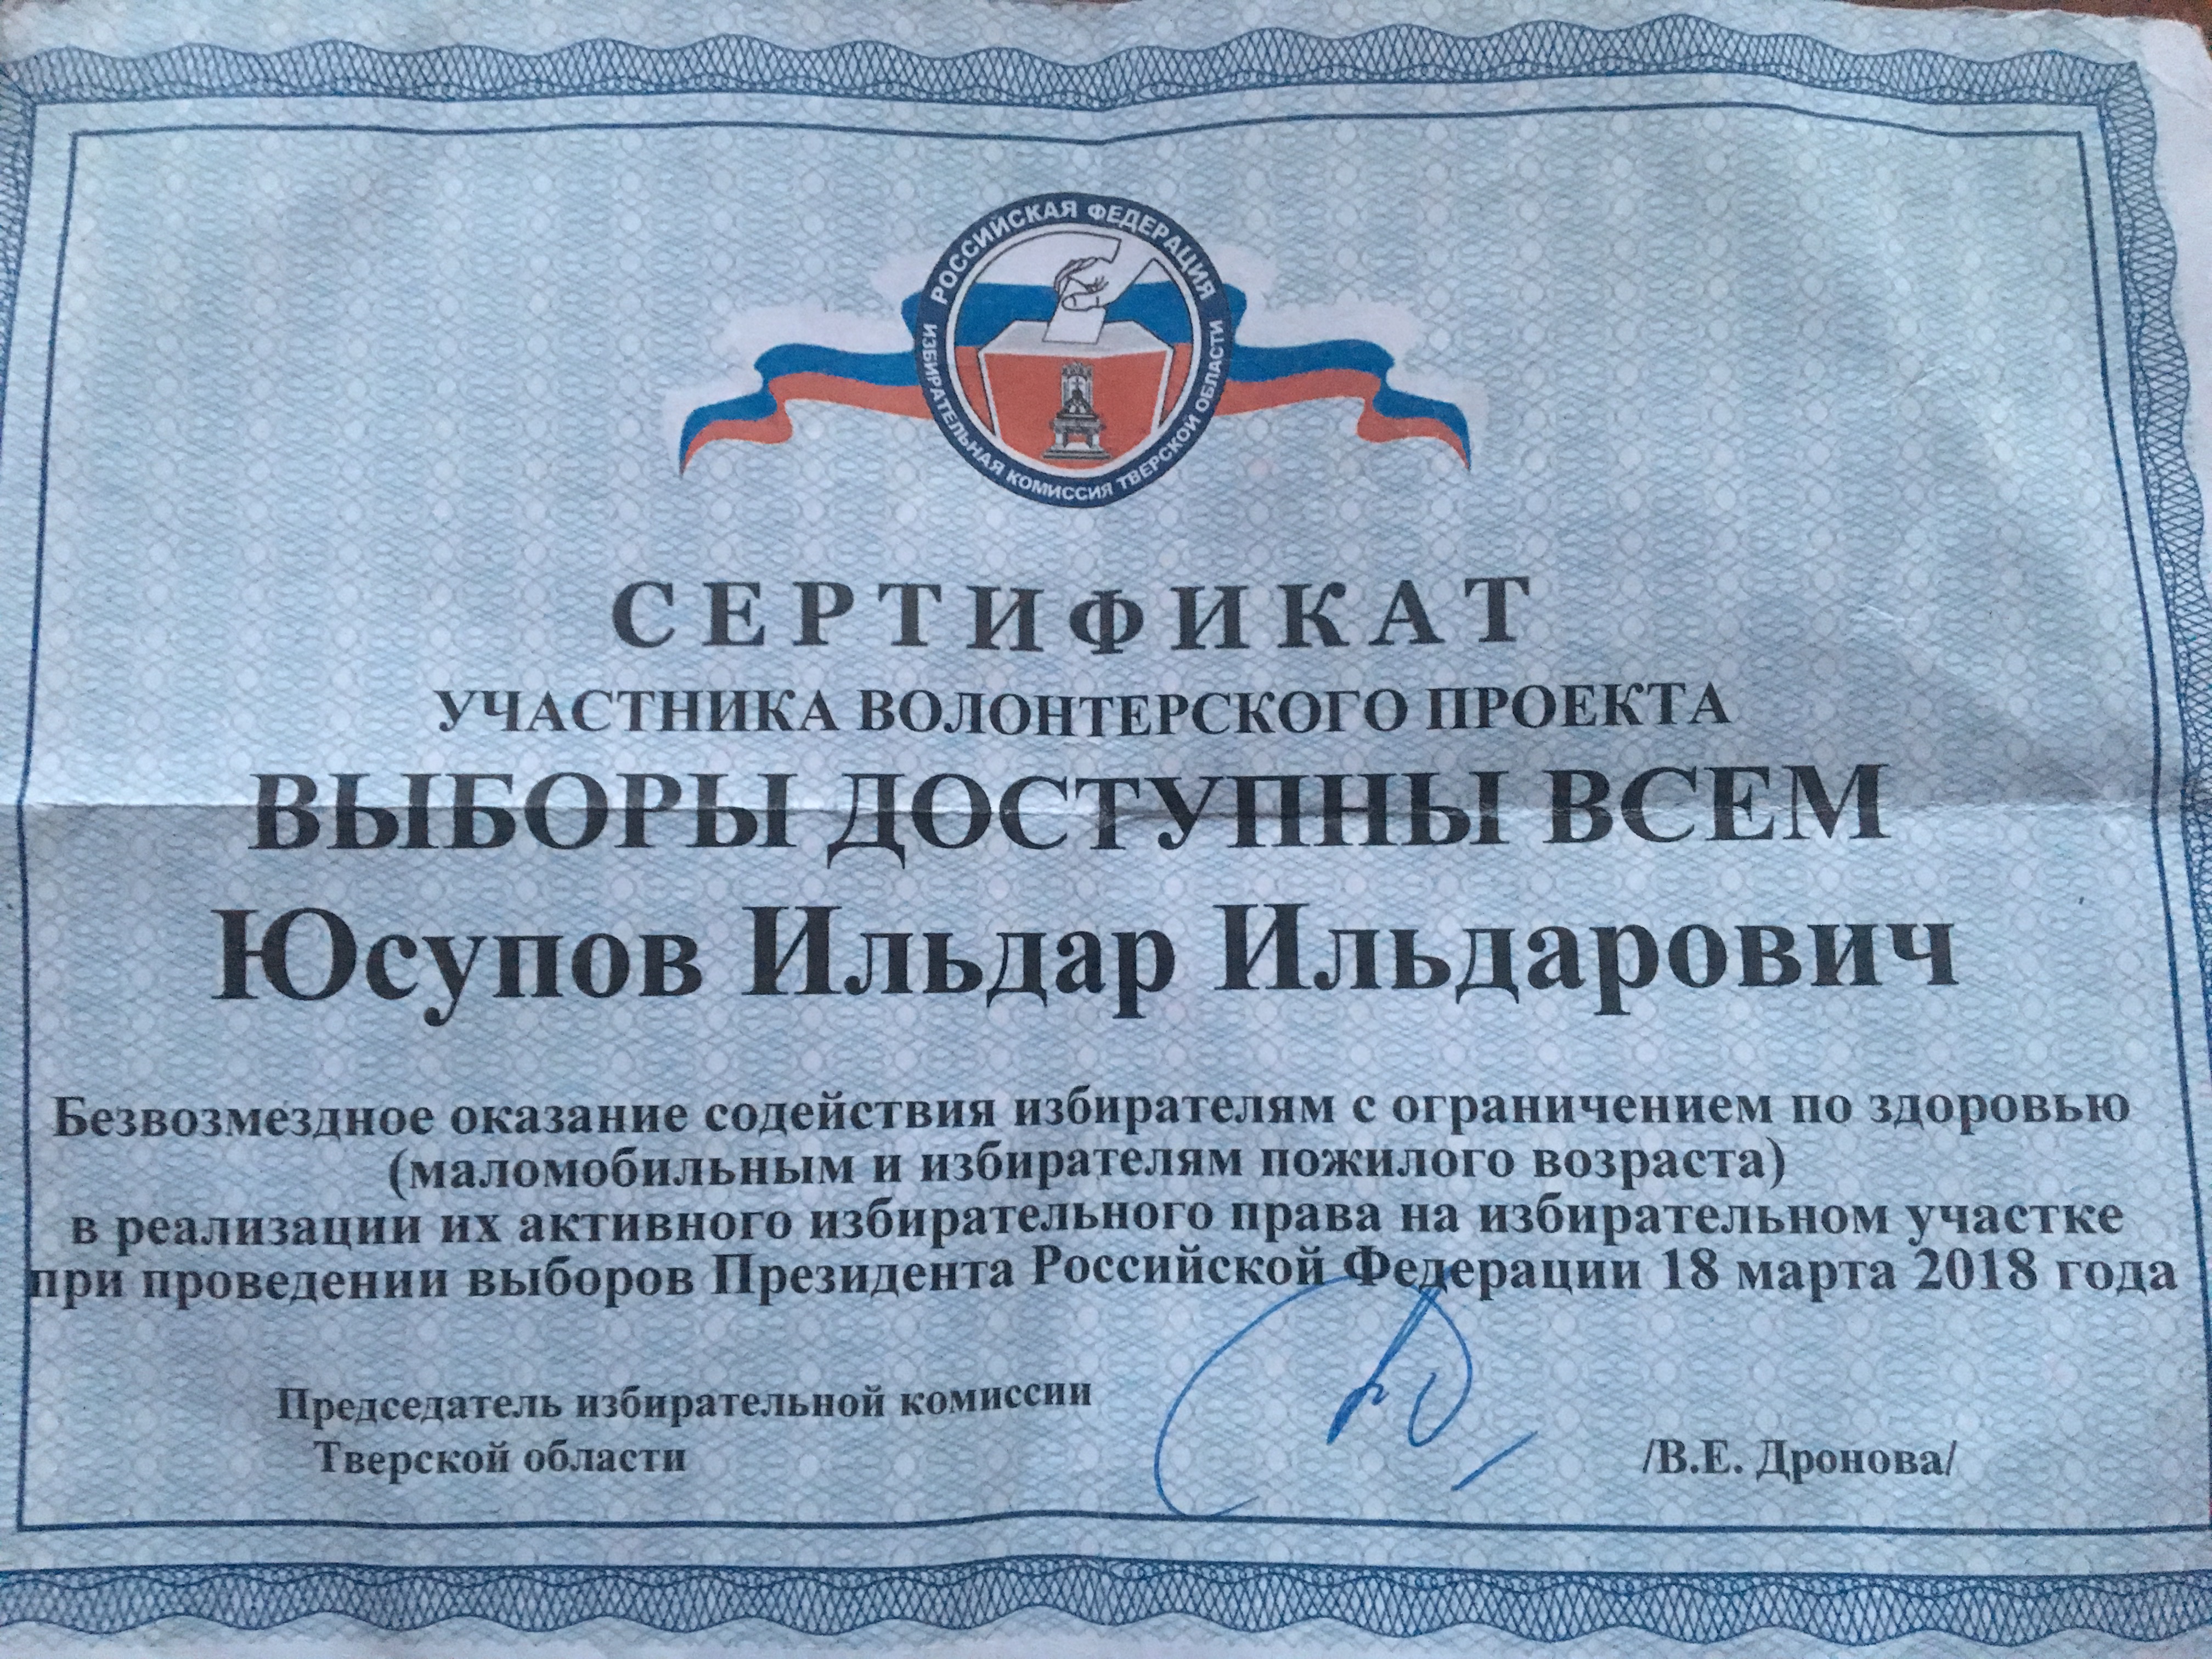 РОССИЙСКАЯ ФЕДЕРАЦИЯ
ИЗБИРАТЕЛЬНАЯ КОМИССИЯ ТВЕРСКОЙ ОБЛАСТИ
СЕРТИФИКАТ
УЧАСТНИКА ВОЛОНТЕРСКОГО ПРОЕКТА
ВЫБОРЫ ДОСТУПНЫ ВСЕМ
Юсупов Ильдар Ильдарович
Безвозмездное оказание содействия избирателям с ограничением по здоровью
(маломобильным и избирателям пожилого возраста)
в реализации их активного избирательного права на избирательном участке
при проведении выборов Президента Российской Федерации 18 марта 2018 года
Председатель избирательной комиссии
Тверской области /В.Е. Дронова/